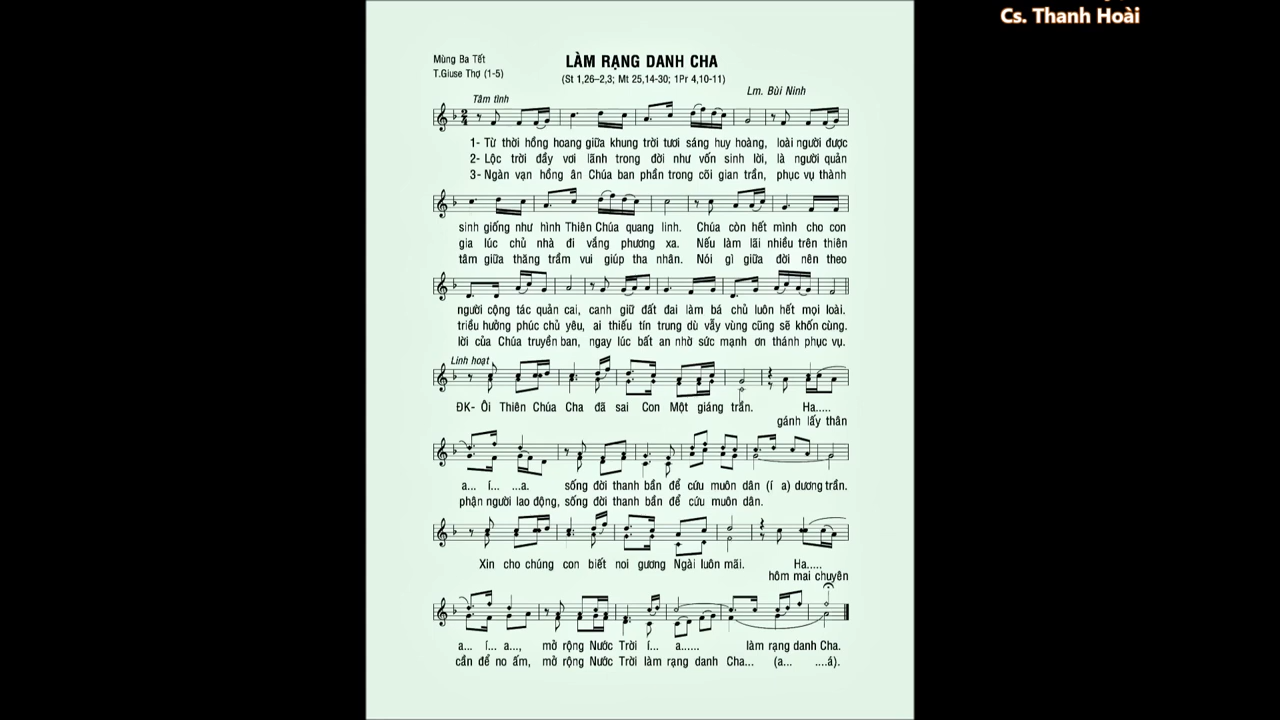 Cs. Thanh Hoài
Mùng Ba Tết
T.Giuse Thợ (1-5)
LÀM RẠNG DANH CHA
(St 1,26–2,3; Mt 25,14-30; 1Pr 4,10-11)
Lm. Bùi Ninh
Tâm tình
1- Từ thời hồng hoang giữa khung trời tươi sáng huy hoàng, loài người được
2- Lộc trời đầy vơi lãnh trong đời như vốn sinh lời, là người quản
3- Ngàn vạn hồng ân Chúa ban phần trong cõi gian trần, phục vụ thành
sinh giống như hình Thiên Chúa quang linh. Chúa còn hết mình cho con
gia lúc chủ nhà đi vắng phương xa. Nếu làm lãi nhiều trên thiên
tâm giữa thăng trầm vui giúp tha nhân. Nói gì giữa đời nên theo
người cộng tác quản cai, canh giữ đất đai làm bá chủ luôn hết mọi loài.
triều hưởng phúc chủ yêu, ai thiếu tín trung dù vẫy vùng cũng sẽ khốn cùng.
lời của Chúa truyền ban, ngay lúc bất an nhờ sức mạnh ơn thánh phục vụ.
Linh hoạt
ĐK- Ôi Thiên Chúa Cha đã sai Con Một giáng trần. Ha.....
gánh lấy thân
a... í... ...a. sống đời thanh bần để cứu muôn dân (í a) dương trần.
phận người lao động, sống đời thanh bần để cứu muôn dân.
Xin cho chúng con biết noi gương Ngài luôn mãi. Ha.....
hôm mai chuyên
a... í... a..., mở rộng Nước Trời í... a...... làm rạng danh Cha.
cần để no ấm, mở rộng Nước Trời làm rạng danh Cha... (a... ....á).